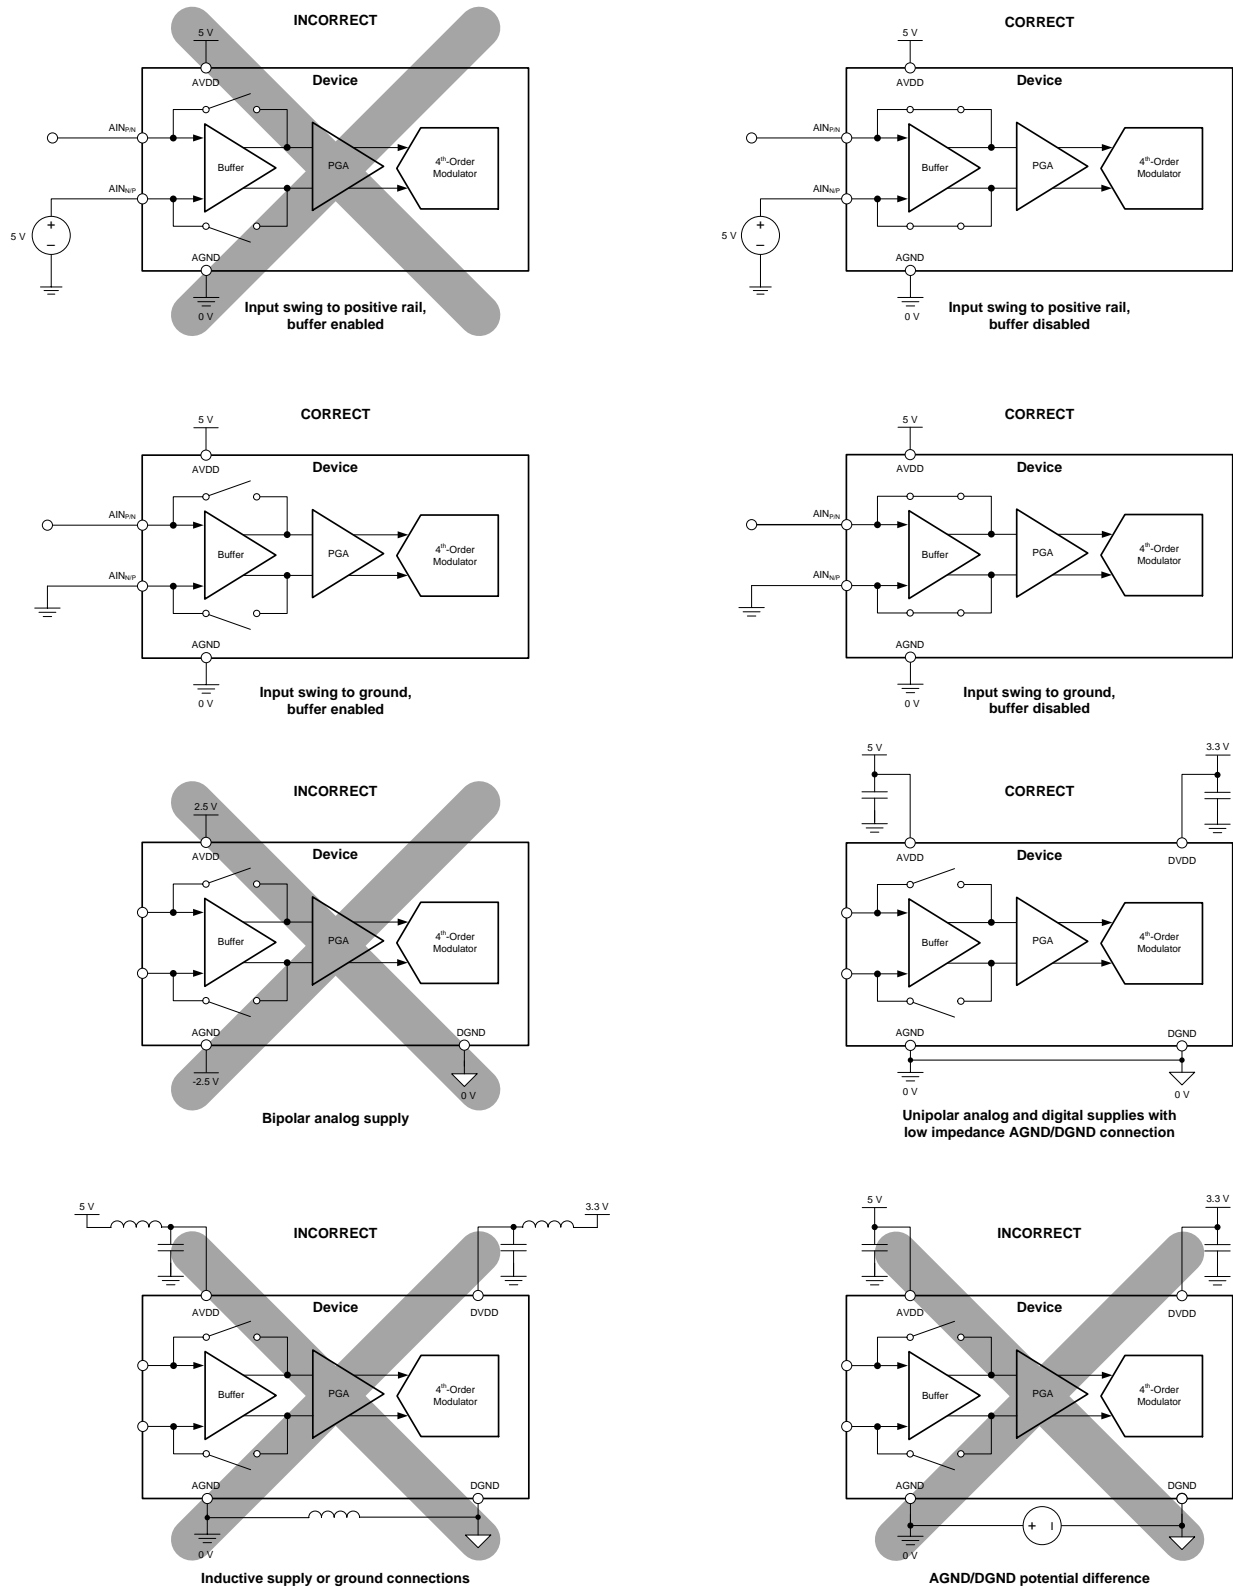 INCORRECT
5 V
AVDD
Device
AINP/N
Buffer
PGA
4th-Order
Modulator
AINN/P
5 V
AGND
0 V
Input swing to positive rail,
buffer enabled
CORRECT
5 V
AVDD
Device
AINP/N
Buffer
PGA
4th-Order
Modulator
AINN/P
5 V
AGND
0 V
Input swing to positive rail,
buffer disabled
CORRECT
5 V
AVDD
Device
AINP/N
Buffer
PGA
4th-Order
Modulator
AINN/P
AGND
0 V
Input swing to ground,
buffer enabled
CORRECT
5 V
AVDD
Device
AINP/N
Buffer
PGA
4th-Order
Modulator
AINN/P
AGND
0 V
Input swing to ground,
buffer disabled
INCORRECT
2.5 V
AVDD
Device
Buffer
PGA
4th-Order
Modulator
AGND
DGND
-2.5 V
0 V
Bipolar analog supply
5 V
3.3 V
CORRECT
AVDD
Device
DVDD
Buffer
PGA
4th-Order
Modulator
AGND
DGND
0 V
0 V
Unipolar analog and digital supplies with
low impedance AGND/DGND connection
5 V
3.3 V
INCORRECT
AVDD
Device
DVDD
Buffer
PGA
4th-Order
Modulator
AGND
DGND
0 V
Inductive supply or ground connections
5 V
3.3 V
INCORRECT
AVDD
Device
DVDD
Buffer
PGA
4th-Order
Modulator
AGND
DGND
0 V
AGND/DGND potential difference